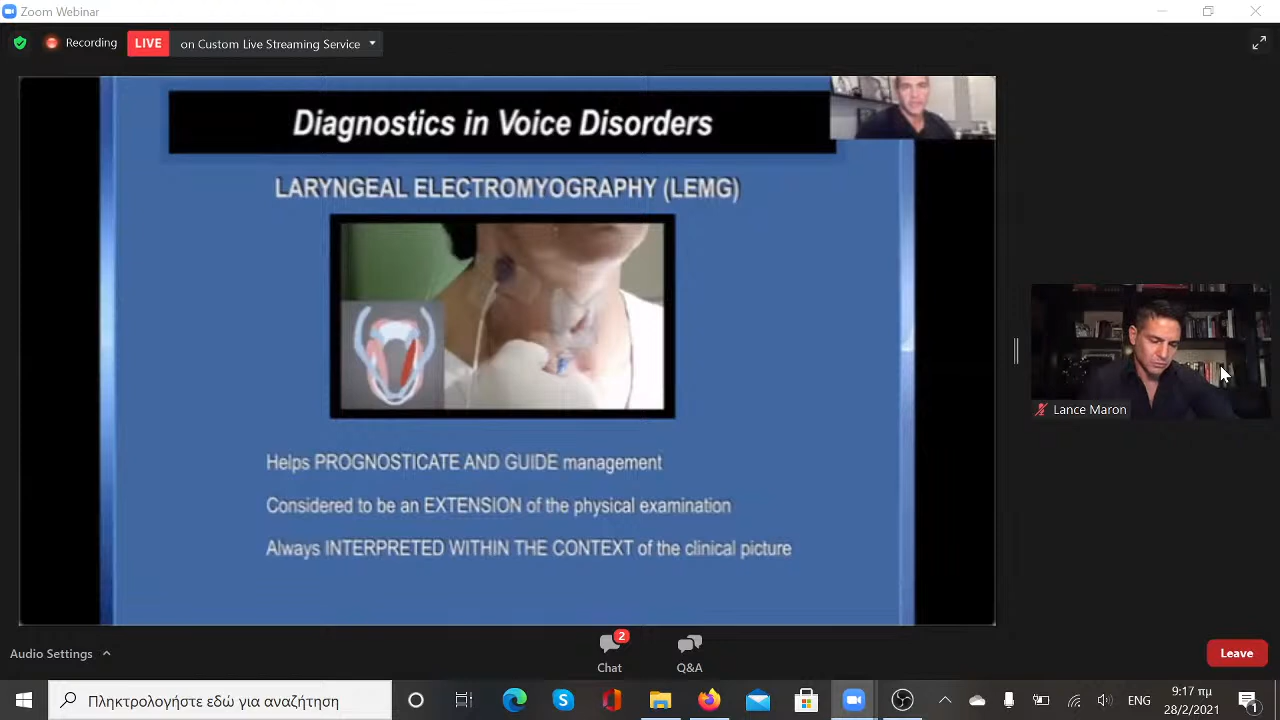 Zoom Webinar
Recording
LIVE
on Custom Live Streaming Service
Diagnostics in Voice Disorders
LARYNGEAL ELECTROMYOGRAPHY (LEMG)
Helps PROGNOSTICATE AND GUIDE management
Considered to be an EXTENSION of the physical examination
Always INTERPRETED WITHIN THE CONTEXT of the clinical picture
Lance Maron
Audio Settings
2
Chat
Q&A
Leave
Πληκτρολογήστε εδώ για αναζήτηση
ENG
9:17 πμ
28/2/2021
1